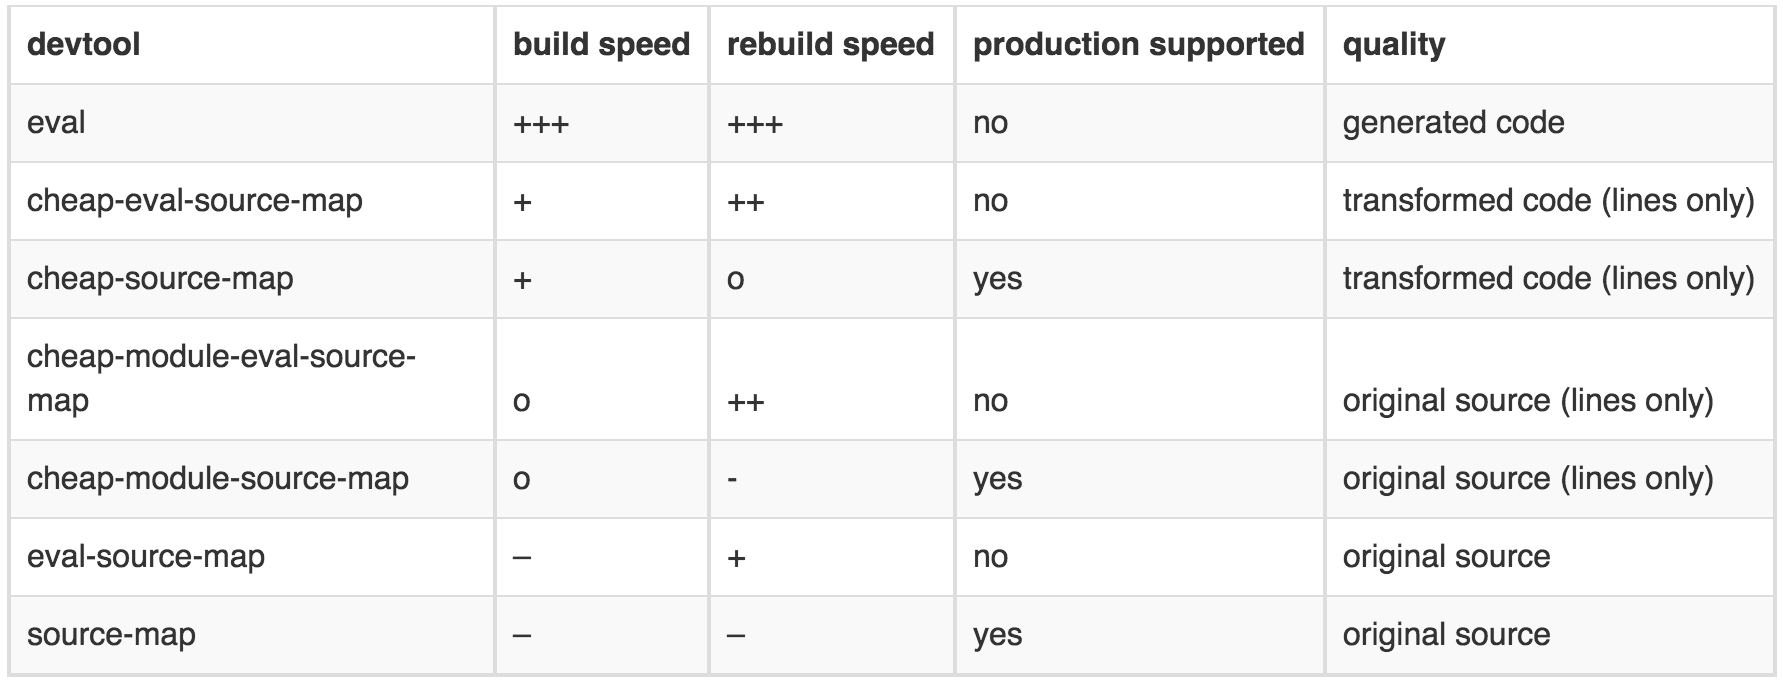 devtool build speed rebuild speed production supported quality
eval +++ +++ no generated code
cheap-eval-source-map + ++ no transformed code (lines only)
cheap-source-map + o yes transformed code (lines only)
cheap-module-eval-source-
map o ++ no original source (lines only)
cheap-module-source-map o - yes original source (lines only)
eval-source-map – + no original source
source-map – – yes original source